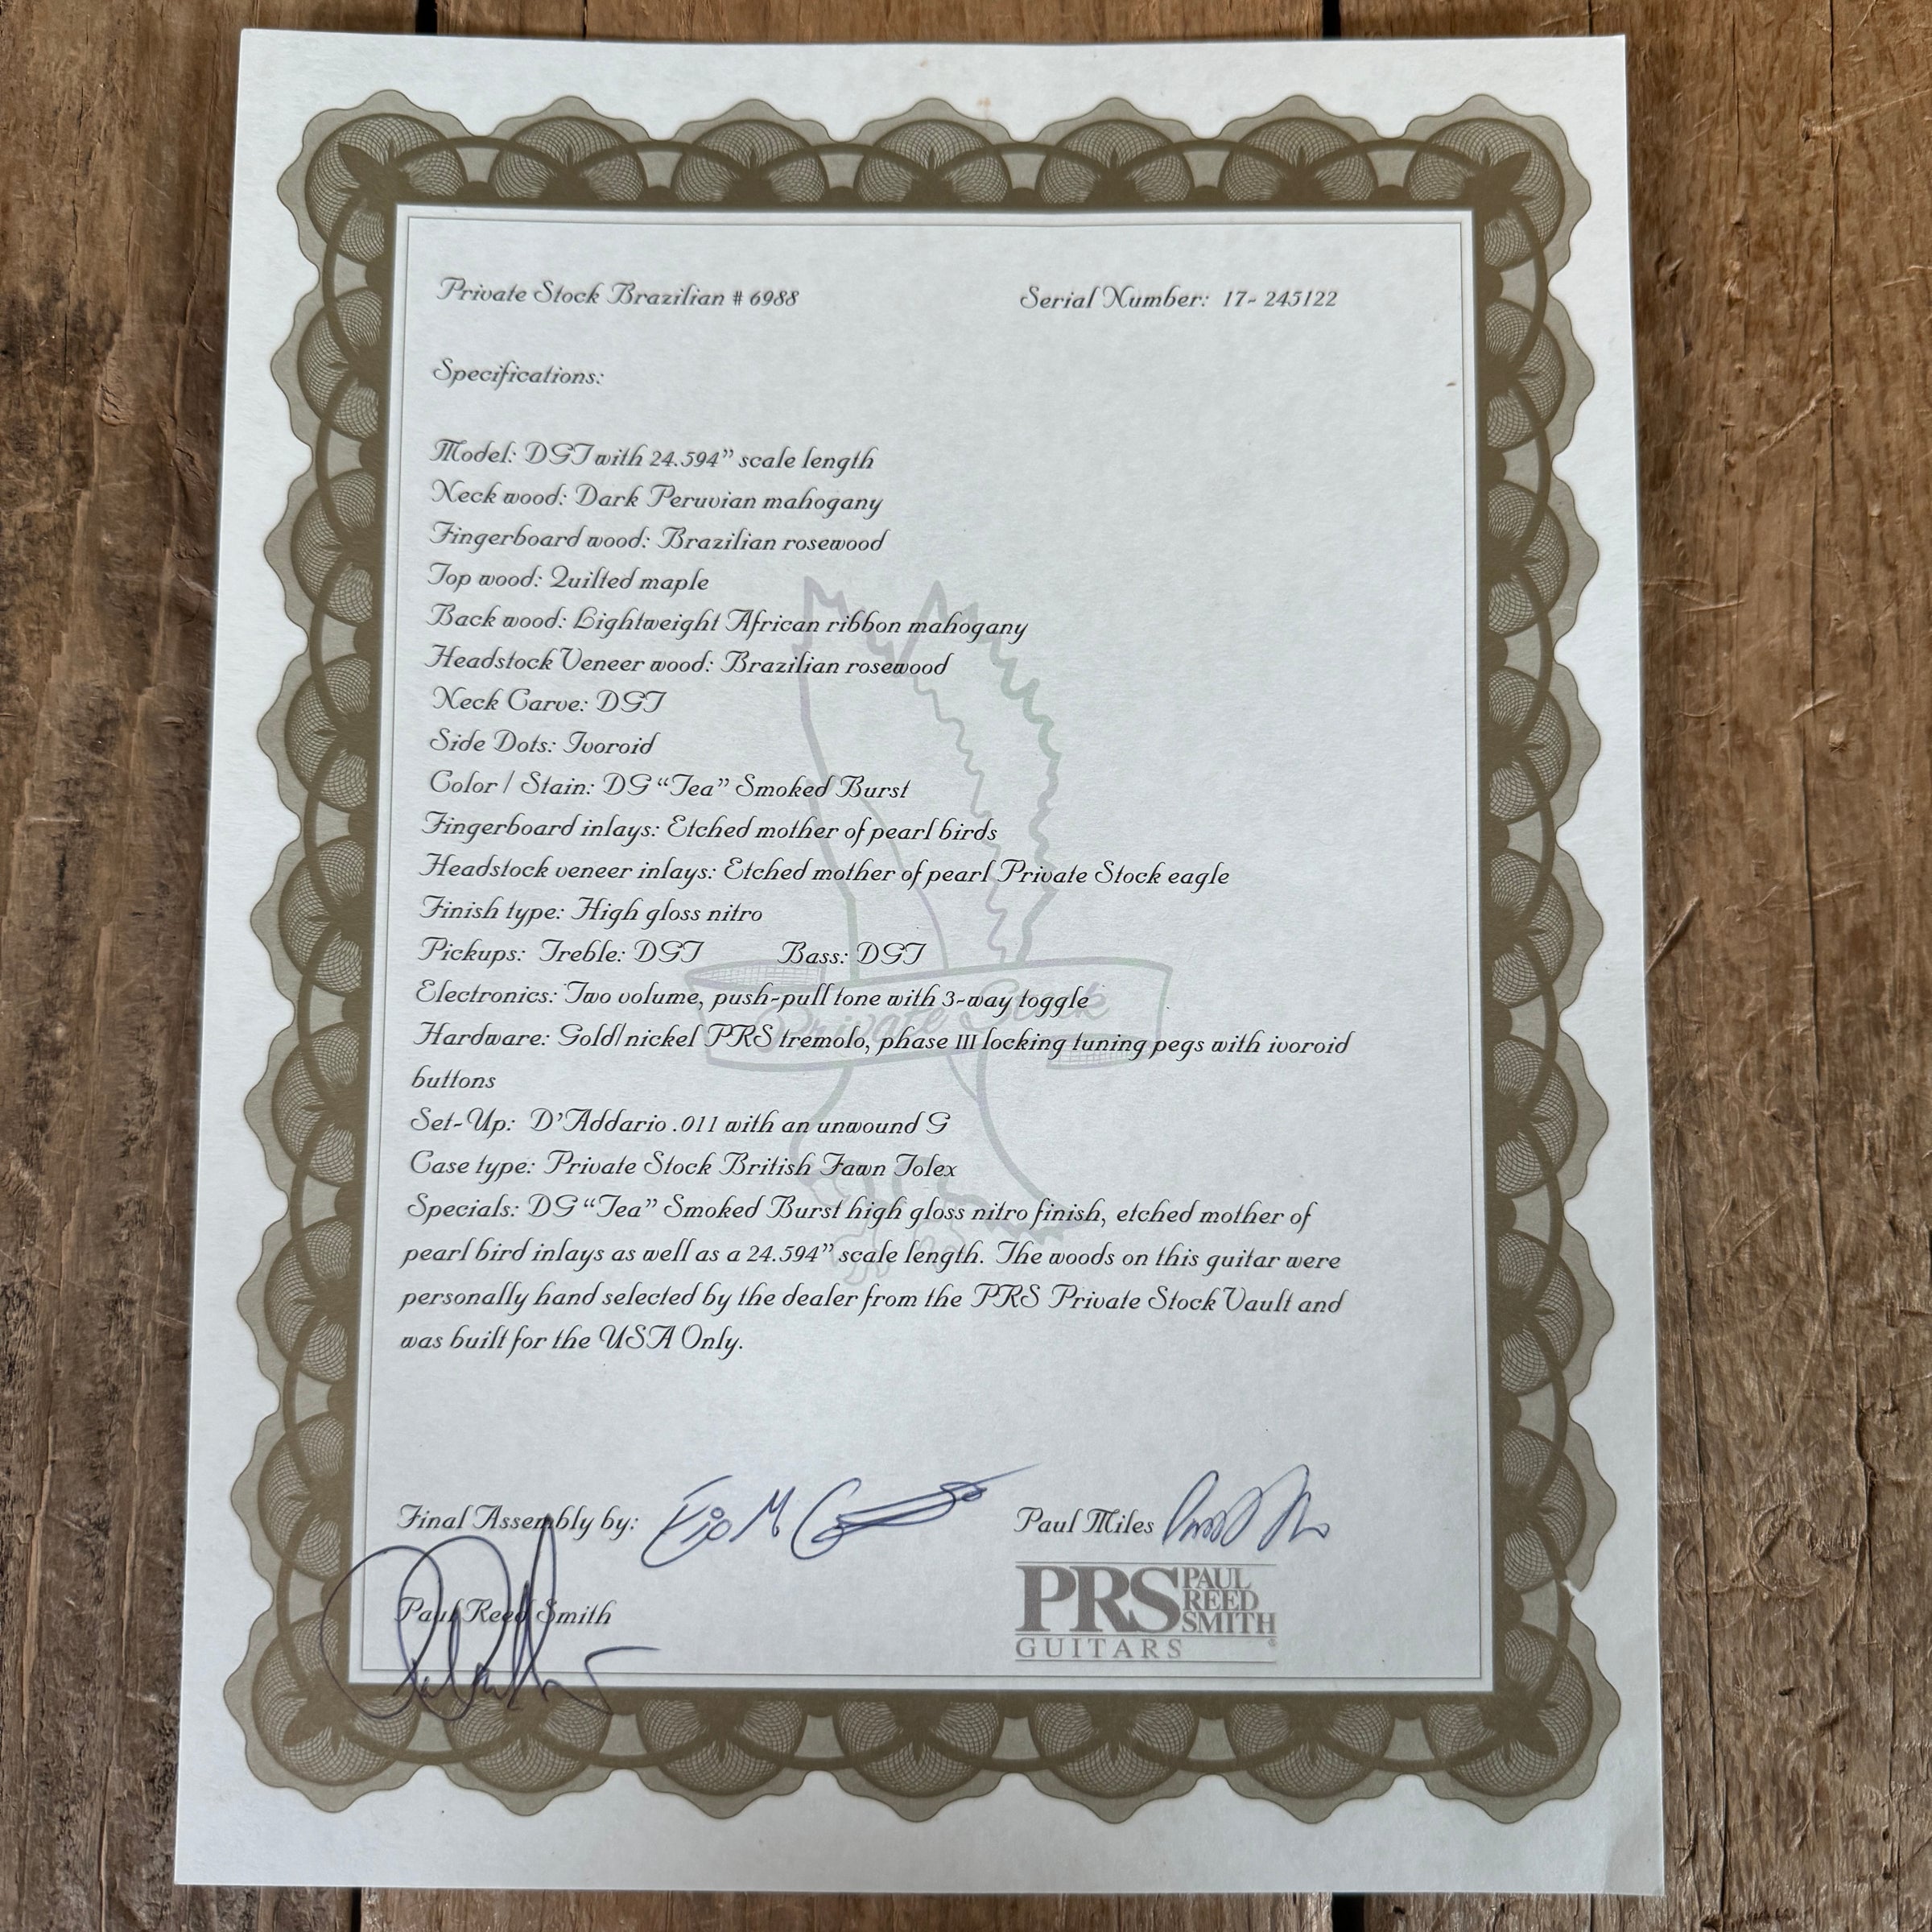 Private Stock Brazilian # 6988
Serial Number: 17- 245122
Specifications:
Model: DGT with 24.594” scale length
Neck wood: Dark Peruvian mahogany
Fingerboard wood: Brazilian rosewood
Top wood: Quilted maple
Back wood: Lightweight African ribbon mahogany
Headstock Veneer wood: Brazilian rosewood
Neck Carve: DGT
Side Dots: Ivoroid
Color / Stain: DG “Tea” Smoked Burst
Fingerboard inlays: Etched mother of pearl birds
Headstock veneer inlays: Etched mother of pearl Private Stock eagle
Finish type: High gloss nitro
Pickups: Treble: DGT Bass: DGT
Electronics: Two volume, push-pull tone with 3-way toggle
Private Stock
Hardware: Gold/nickel PRS tremolo, phase III locking tuning pegs with ivoroid
buttons
Set-Up: D’Addario .011 with an unwound G
Case type: Private Stock British Fawn Tolex
Specials: DG “Tea” Smoked Burst high gloss nitro finish, etched mother of
pearl bird inlays as well as a 24.594” scale length. The woods on this guitar were
personally hand selected by the dealer from the PRS Private Stock Vault and
was built for the USA Only.
Final Assembly by:
Paul Miles
Paul Reed Smith
PRS PAUL
REED
SMITH
GUITARS